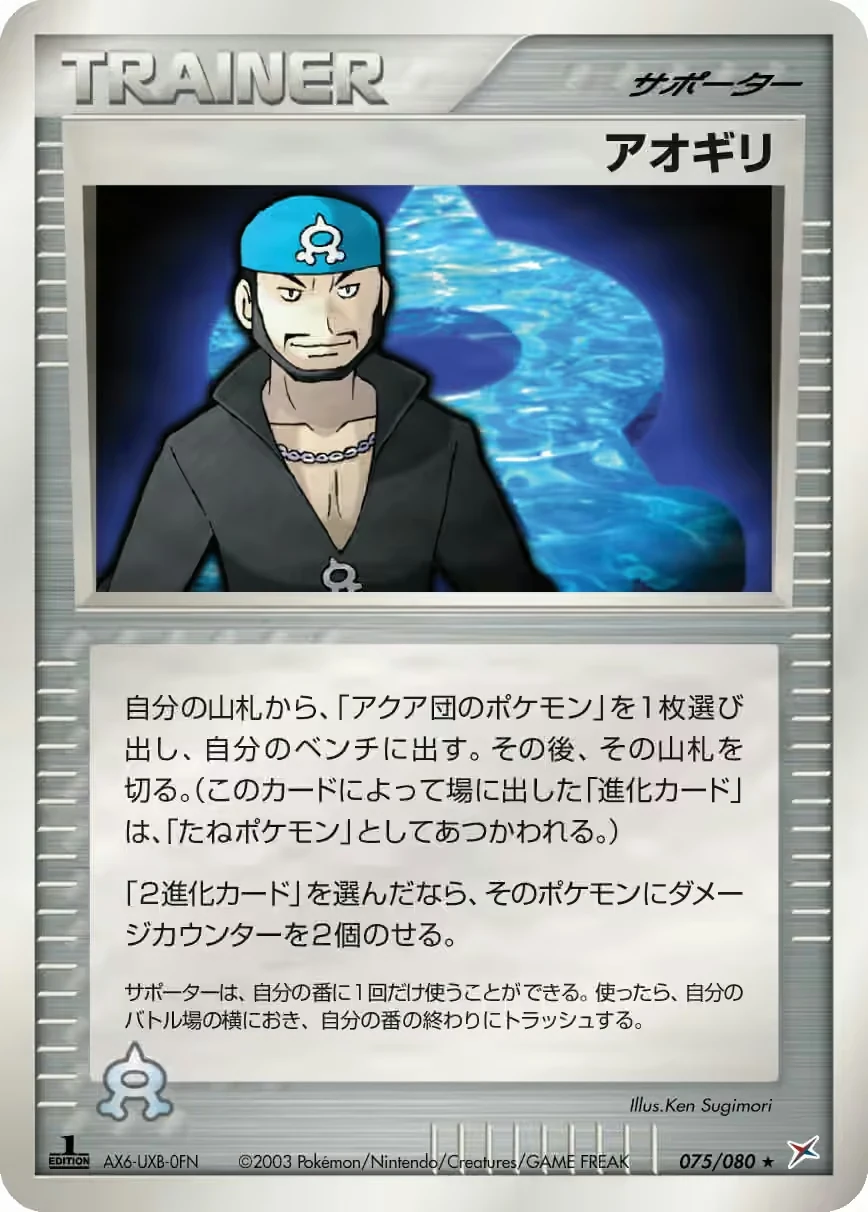 TRAINER
サポーター
アオギリ
自分の山札から、「アクア団のポケモン」を1枚選び
出し、自分のベンチに出す。その後、その山札を
切る。（このカードによって場に出した「進化カード」
は、「たねポケモン」としてあつかわれる。）
「2進化カード」を選んだなら、そのポケモンにダメー
ジカウンターを2個のせる。
サポーターは、自分の番に1回だけ使うことができる。使ったら、自分の
バトル場の横におき、自分の番の終わりにトラッシュする。
Illus.Ken Sugimori
1 EDITION AX6-UXB-0FN ©2003 Pokémon/Nintendo/Creatures/GAME FREAK 075/080 ★